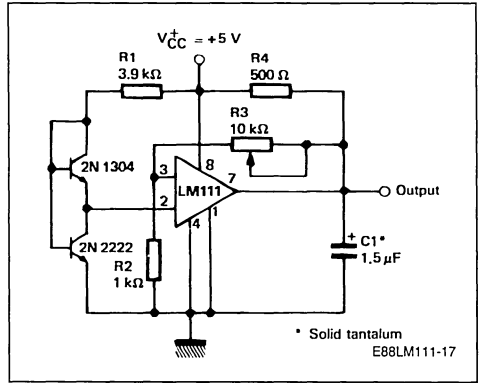 V+CC = +5 V
R1
3.9 kΩ
R4
500 Ω
R3
10 kΩ
2N 1304
3
8
7
LM111
2
4
1
Output
2N 2222
R2
1 kΩ
+
C1*
1.5 µF
* Solid tantalum
E88LM111-17